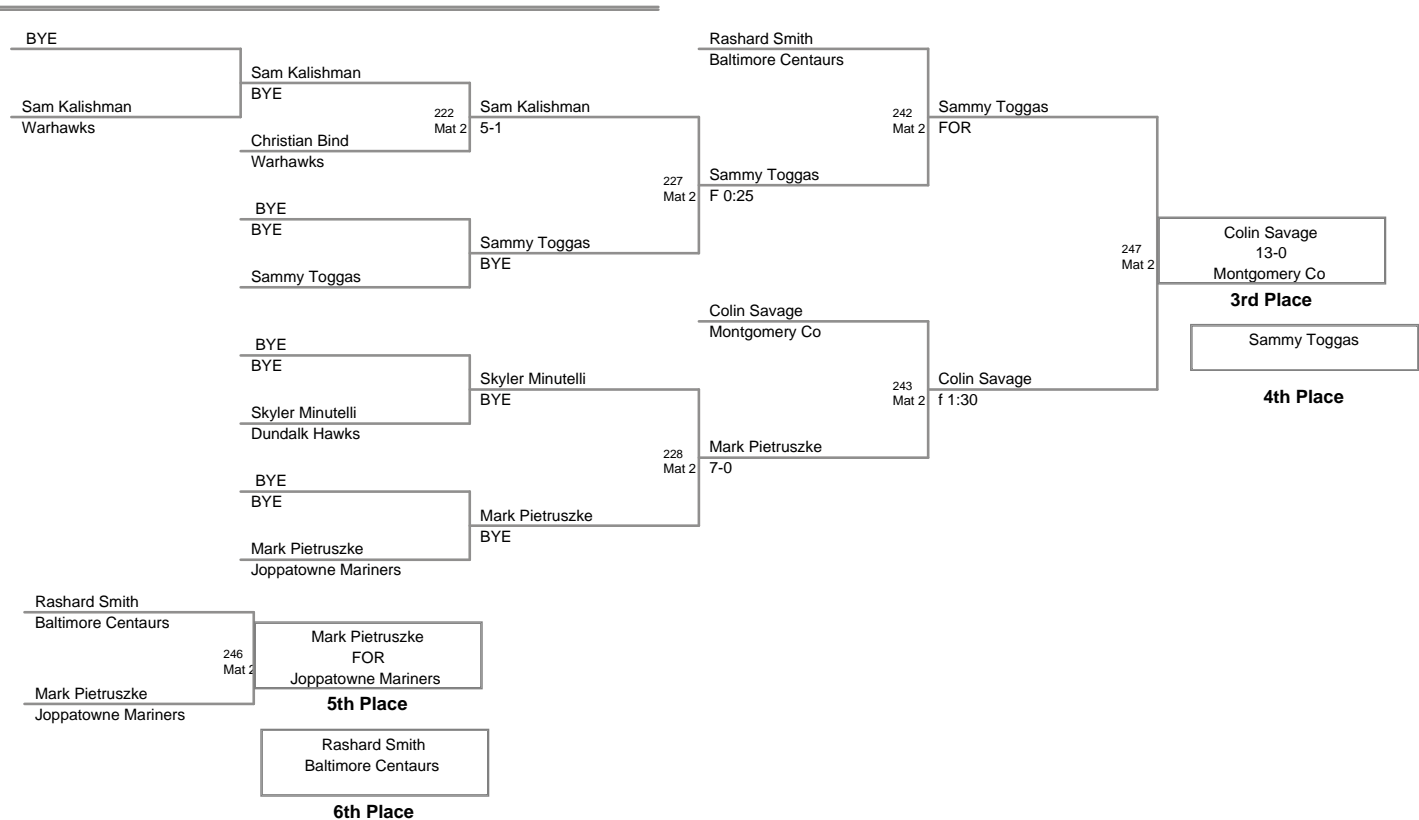 BYE
Sam Kalishman
Warhawks
Sam Kalishman
BYE
Christian Bind
Warhawks
222
Mat 2
Sam Kalishman
5-1
BYE
BYE
Sammy Toggas
Sammy Toggas
BYE
227
Mat 2
Sammy Toggas
F 0:25
Rashard Smith
Baltimore Centaurs
242
Mat 2
Sammy Toggas
FOR
BYE
BYE
Skyler Minutelli
Dundalk Hawks
Skyler Minutelli
BYE
BYE
BYE
Mark Pietruszke
Joppatowne Mariners
Mark Pietruszke
BYE
228
Mat 2
Mark Pietruszke
7-0
Colin Savage
Montgomery Co
243
Mat 2
Colin Savage
f 1:30
247
Mat 2
Colin Savage
13-0
Montgomery Co
3rd Place
Sammy Toggas
4th Place
Rashard Smith
Baltimore Centaurs
246
Mat 2
Mark Pietruszke
Joppatowne Mariners
Mark Pietruszke
FOR
Joppatowne Mariners
5th Place
Rashard Smith
Baltimore Centaurs
6th Place